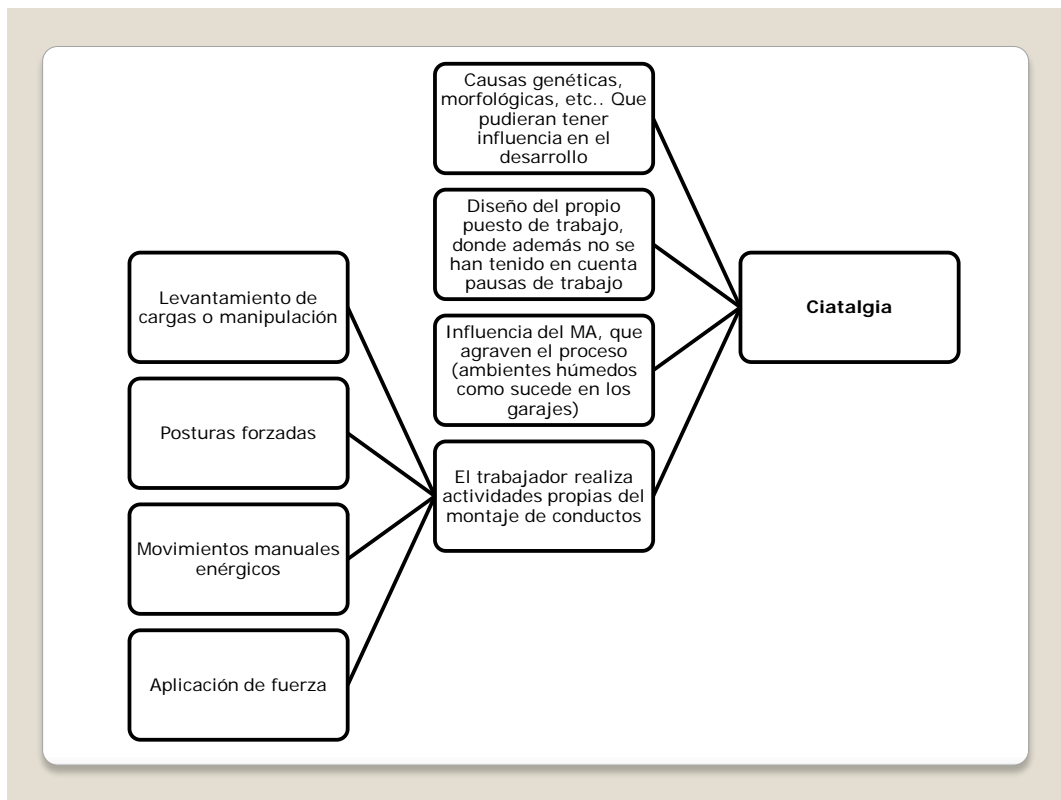 Causas genéticas,
morfológicas, etc.. Que
pudieran tener
influencia en el
desarrollo
Diseño del propio
puesto de trabajo,
donde además no se
han tenido en cuenta
pausas de trabajo
Levantamiento de
cargas o manipulación
Ciatalgia
Influencia del MA, que
agraven el proceso
(ambientes húmedos
como sucede en los
garajes)
Posturas forzadas
El trabajador realiza
actividades propias del
montaje de conductos
Movimientos manuales
enérgicos
Aplicación de fuerza